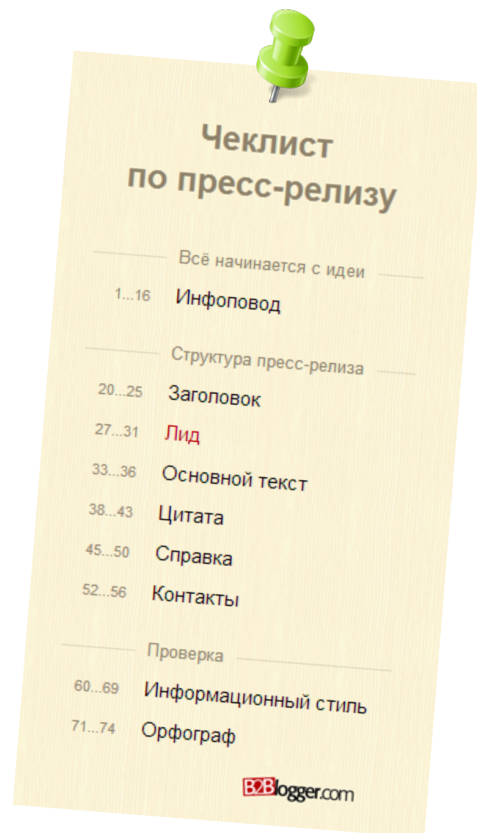 Чеклист
по пресс-релизу
Всё начинается с идеи
1...16 Инфоповод
Структура пресс-релиза
20...25 Заголовок
27...31 Лид
33...36 Основной текст
38...43 Цитата
45...50 Справка
52...56 Контакты
Проверка
60...69 Информационный стиль
71...74 Орфограф
B2Blogger.com